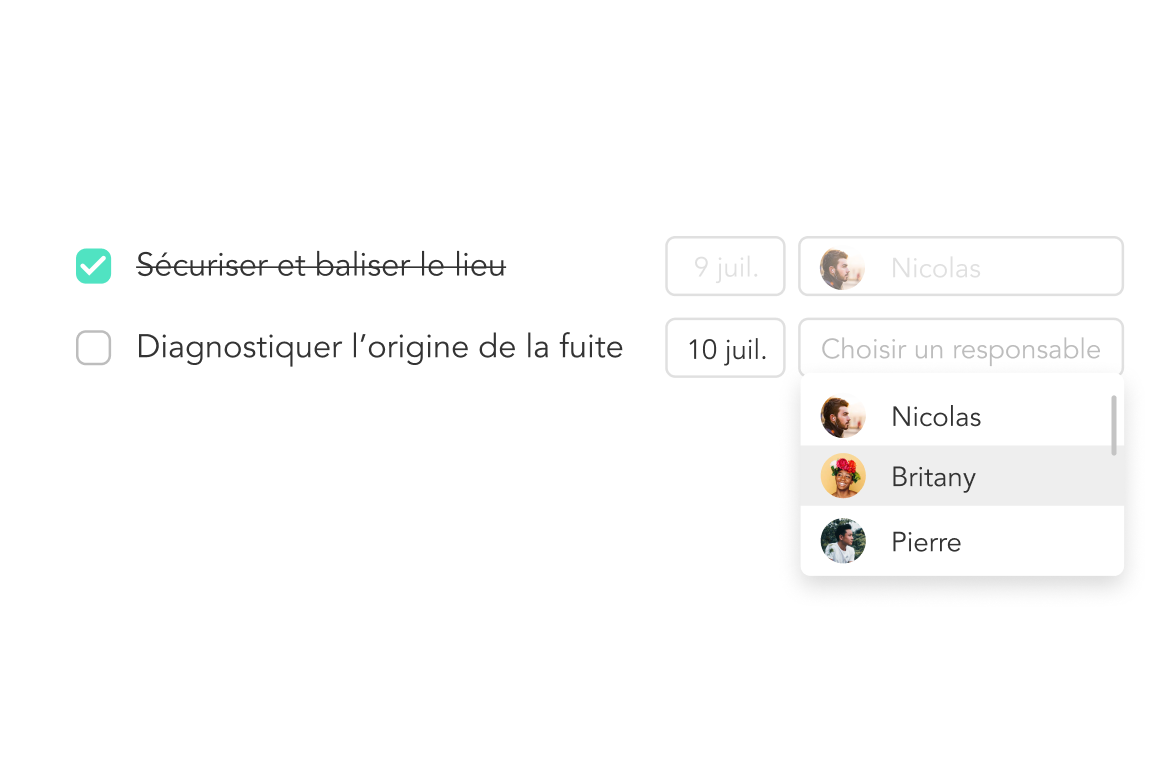 Sécuriser et baliser le lieu 9 juil. Nicolas
Diagnostiquer l’origine de la fuite 10 juil. Choisir un responsable
Nicolas
Britany
Pierre